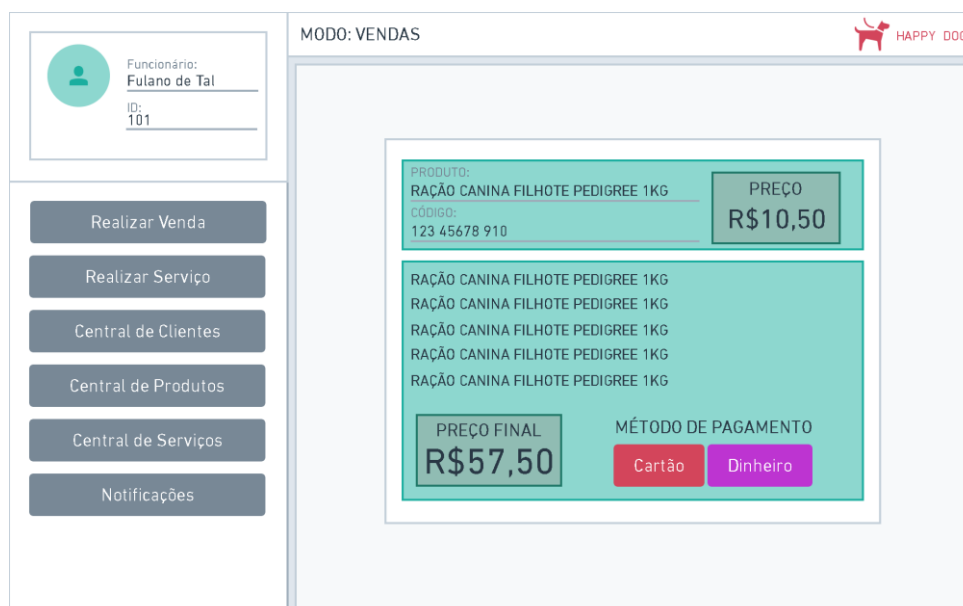 Funcionário:
Fulano de Tal
ID:
101
Realizar Venda
Realizar Serviço
Central de Clientes
Central de Produtos
Central de Serviços
Notificações
MODO: VENDAS
HAPPY DOG
PRODUTO:
RAÇÃO CANINA FILHOTE PEDIGREE 1KG
CÓDIGO:
123 45678 910
PREÇO
R$10,50
RAÇÃO CANINA FILHOTE PEDIGREE 1KG
RAÇÃO CANINA FILHOTE PEDIGREE 1KG
RAÇÃO CANINA FILHOTE PEDIGREE 1KG
RAÇÃO CANINA FILHOTE PEDIGREE 1KG
RAÇÃO CANINA FILHOTE PEDIGREE 1KG
PREÇO FINAL
R$57,50
MÉTODO DE PAGAMENTO
Cartão
Dinheiro